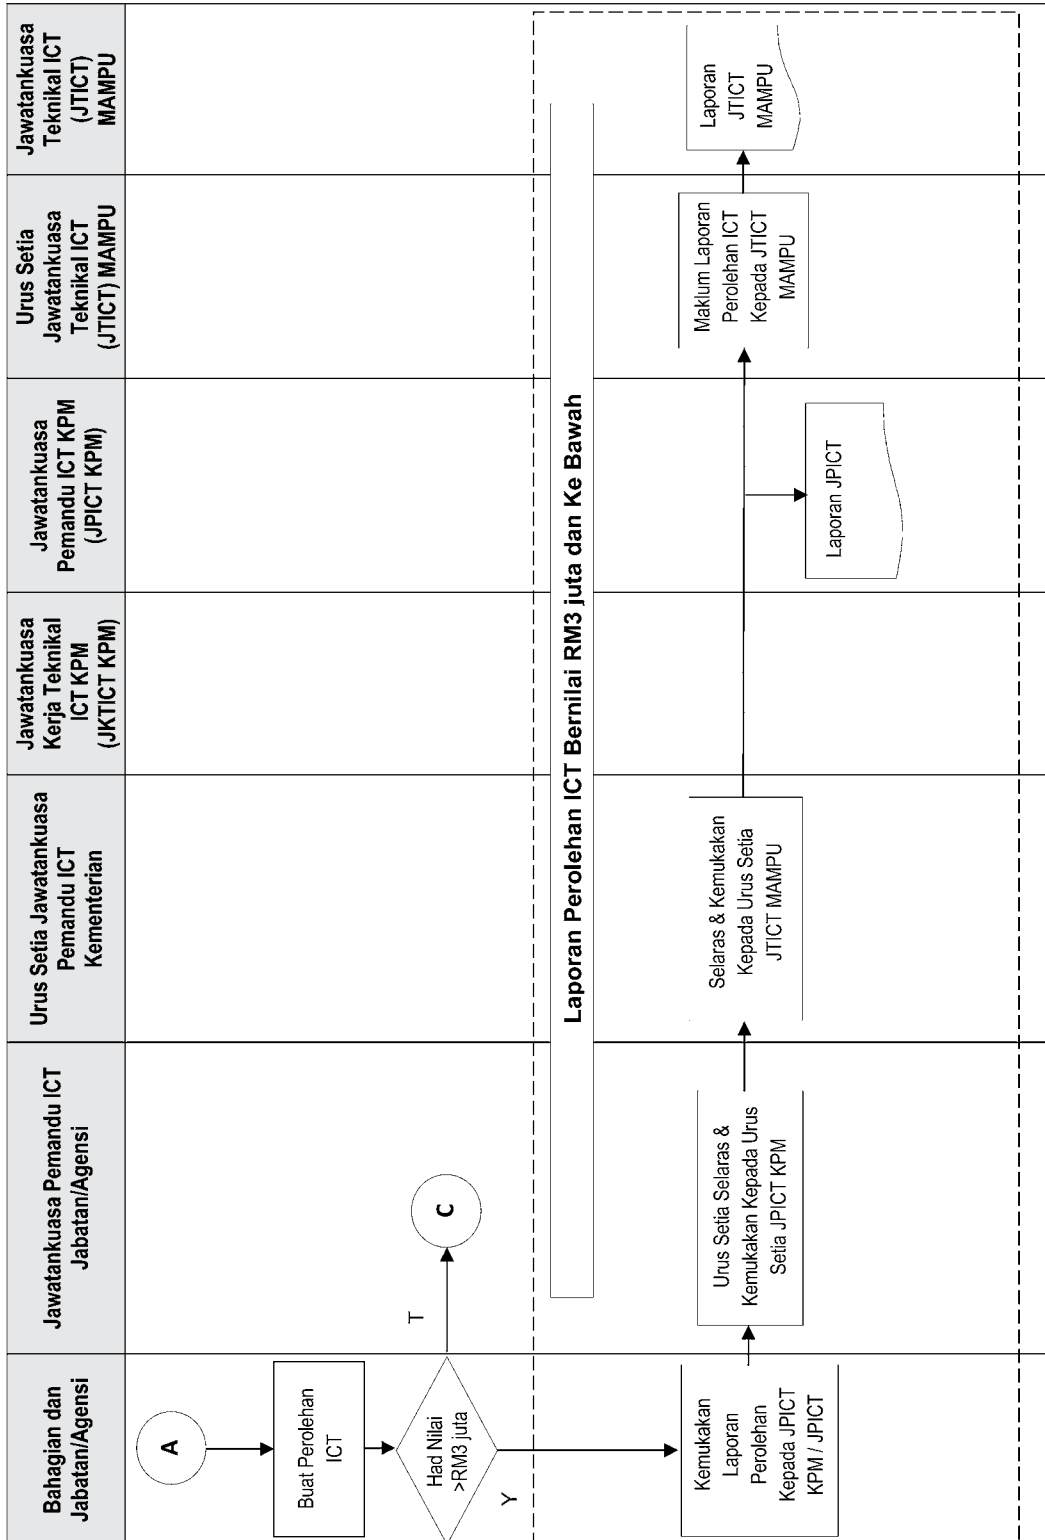 Bahagian dan
Jabatan/Agensi
Jawatankuasa Pemandu ICT
Jabatan/Agensi
Urus Setia Jawatankuasa
Pemandu ICT
Kementerian
Jawatankuasa
Kerja Teknikal
ICT KPM
(JKTICT KPM)
Jawatankuasa
Pemandu ICT KPM
(JPICT KPM)
Urus Setia
Jawatankuasa
Teknikal ICT
(JTICT) MAMPU
Jawatankuasa
Teknikal ICT
(JTICT)
MAMPU
A
Buat Perolehan
ICT
Had Nilai
>RM3 juta
T
C
Y
Laporan Perolehan ICT Bernilai RM3 juta dan Ke Bawah
Kemukakan
Laporan
Perolehan
Kepada JPICT
KPM / JPICT
Urus Setia Selaras &
Kemukakan Kepada Urus
Setia JPICT KPM
Selaras & Kemukakan
Kepada Urus Setia
JTICT MAMPU
Laporan JPICT
Maklum Laporan
Perolehan ICT
Kepada JTICT
MAMPU
Laporan
JTICT
MAMPU